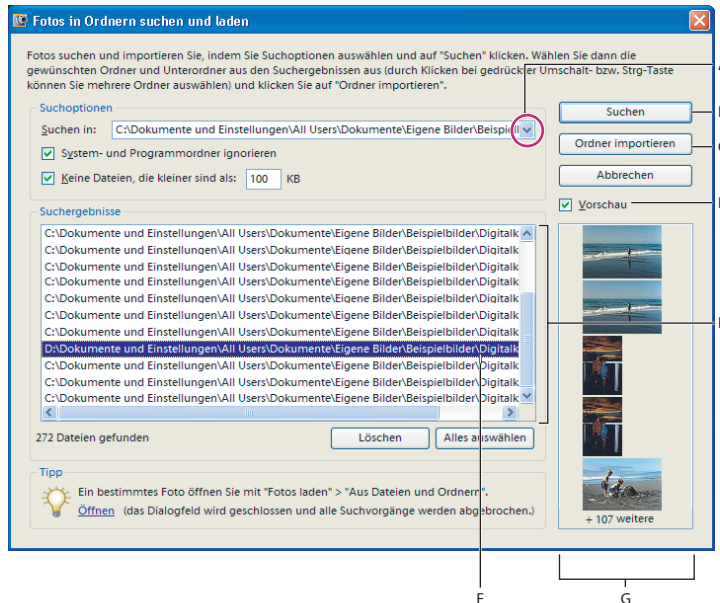 Fotos in Ordnern suchen und laden
Fotos suchen und importieren Sie, indem Sie Suchoptionen auswählen und auf "Suchen" klicken. Wählen Sie dann die
gewünschten Ordner und Unterordner aus den Suchergebnissen aus (durch Klicken bei gedrückter Umschalt- bzw. Strg-Taste
können Sie mehrere Ordner auswählen) und klicken Sie auf "Ordner importieren".
Suchoptionen
Suchen in: C:\Dokumente und Einstellungen\All Users\Dokumente\Eigene Bilder\Beispiel
System- und Programmordner ignorieren
Keine Dateien, die kleiner sind als: 100 KB
Suchen
Ordner importieren
Abbrechen
Vorschau
Suchergebnisse
C:\Dokumente und Einstellungen\All Users\Dokumente\Eigene Bilder\Beispielbilder\Digitalk
C:\Dokumente und Einstellungen\All Users\Dokumente\Eigene Bilder\Beispielbilder\Digitalk
C:\Dokumente und Einstellungen\All Users\Dokumente\Eigene Bilder\Beispielbilder\Digitalk
C:\Dokumente und Einstellungen\All Users\Dokumente\Eigene Bilder\Beispielbilder\Digitalk
C:\Dokumente und Einstellungen\All Users\Dokumente\Eigene Bilder\Beispielbilder\Digitalk
C:\Dokumente und Einstellungen\All Users\Dokumente\Eigene Bilder\Beispielbilder\Digitalk
C:\Dokumente und Einstellungen\All Users\Dokumente\Eigene Bilder\Beispielbilder\Digitalk
D:\Dokumente und Einstellungen\All Users\Dokumente\Eigene Bilder\Beispielbilder\Digitalk
C:\Dokumente und Einstellungen\All Users\Dokumente\Eigene Bilder\Beispielbilder\Digitalk
C:\Dokumente und Einstellungen\All Users\Dokumente\Eigene Bilder\Beispielbilder\Digitalk
C:\Dokumente und Einstellungen\All Users\Dokumente\Eigene Bilder\Beispielbilder\Digitalk
272 Dateien gefunden
Löschen
Alles auswählen
+ 107 weitere
Tipp
Ein bestimmtes Foto öffnen Sie mit "Fotos laden" > "Aus Dateien und Ordnern".
Öffnen (das Dialogfeld wird geschlossen und alle Suchvorgänge werden abgebrochen.)
F
G